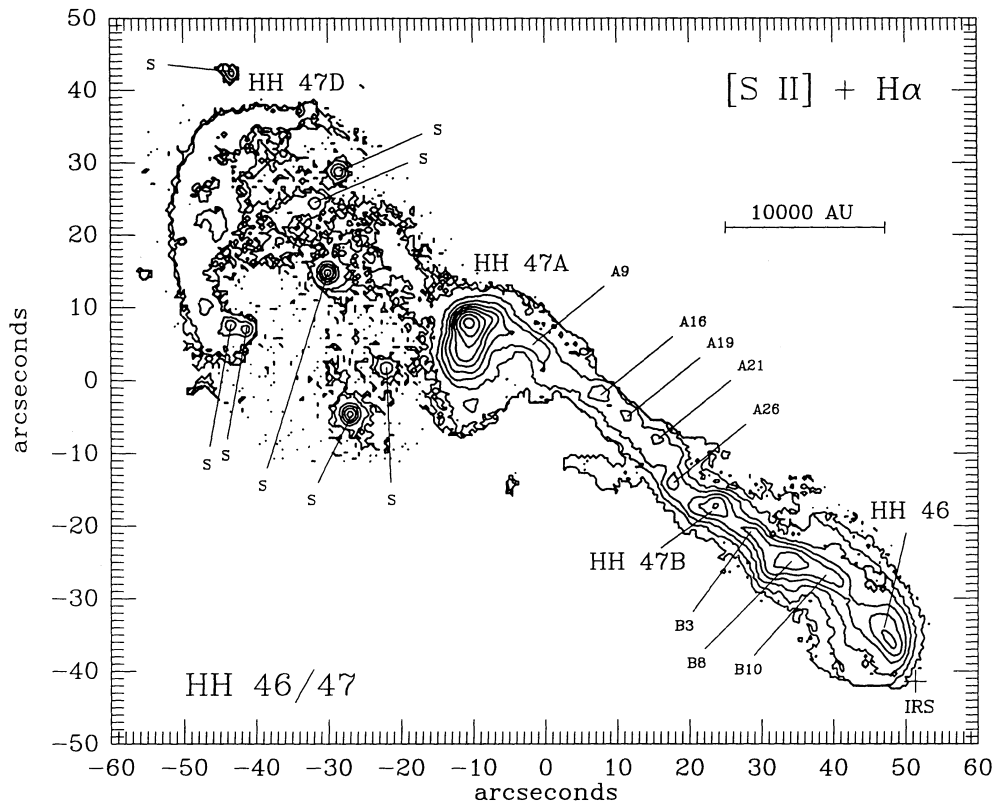 50
40
30
20
10
0
−10
−20
−30
−40
−50
arcseconds
S
HH 47D
[S II] + Hα
S
S
10000 AU
HH 47A
A9
A16
A19
A21
A26
S
S
S
S
S
HH 46
HH 47B
B3
B8
B10
IRS
HH 46/47
−60 −50 −40 −30 −20 −10 0 10 20 30 40 50 60
arcseconds